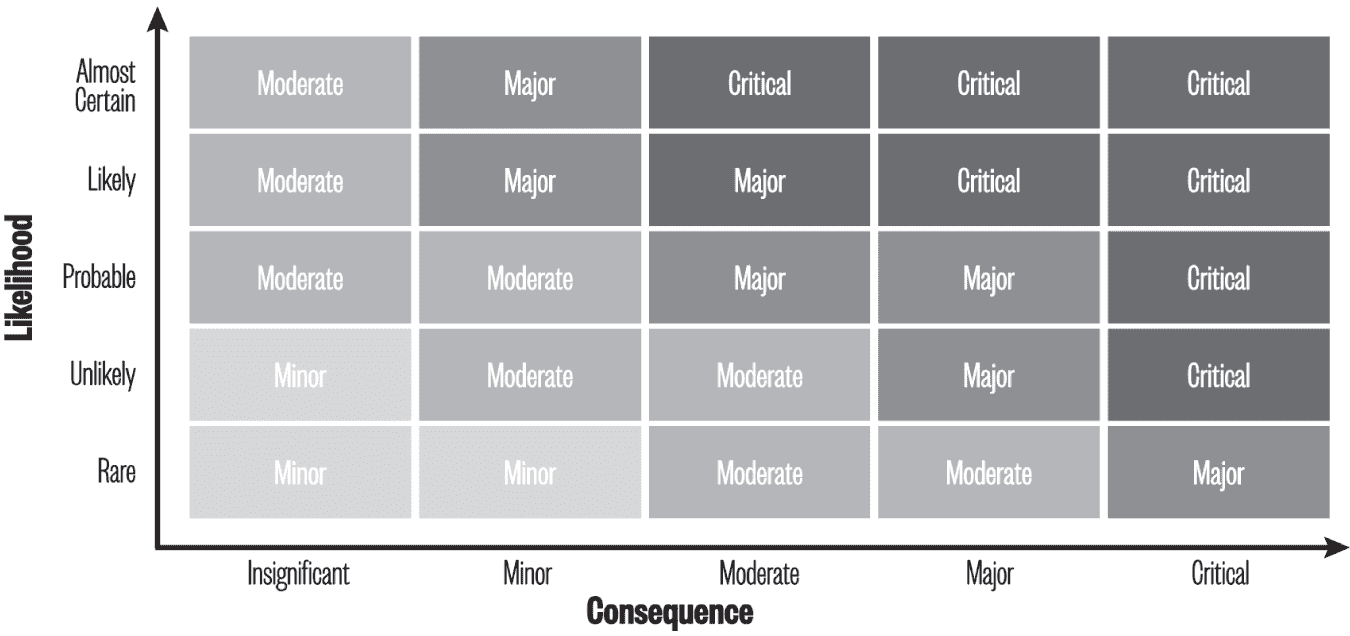 Almost
Certain
Moderate
Major
Critical
Critical
Critical
Likely
Moderate
Major
Major
Critical
Critical
Likelihood
Probable
Moderate
Moderate
Major
Major
Critical
Unlikely
Minor
Moderate
Moderate
Major
Critical
Rare
Minor
Minor
Moderate
Moderate
Major
Insignificant
Minor
Moderate
Major
Critical
Consequence